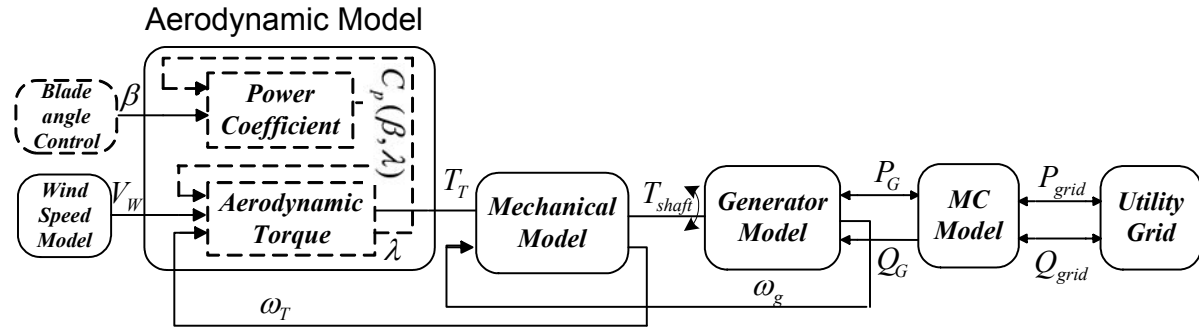 Aerodynamic Model
Blade
angle
Control
β
Power
Coefficient
C_p(β,λ)
Wind
Speed
Model
V_W
Aerodynamic
Torque
λ
T_T
Mechanical
Model
T_shaft
Generator
Model
P_G
Q_G
MC
Model
P_grid
Q_grid
Utility
Grid
ω_T
ω_g